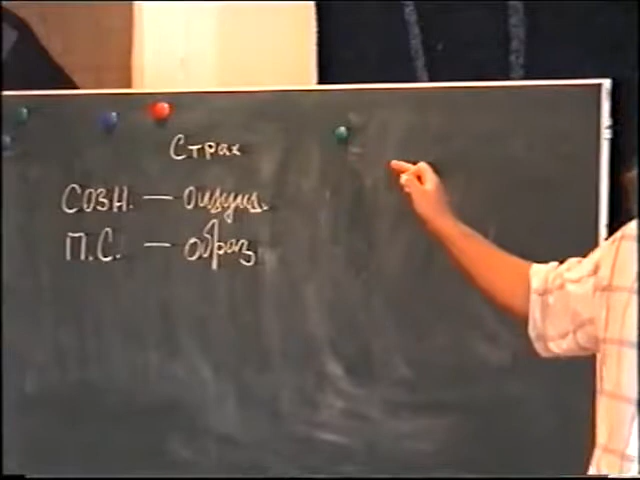 Страх
СОЗН. — ощущ.
П.С. — образ